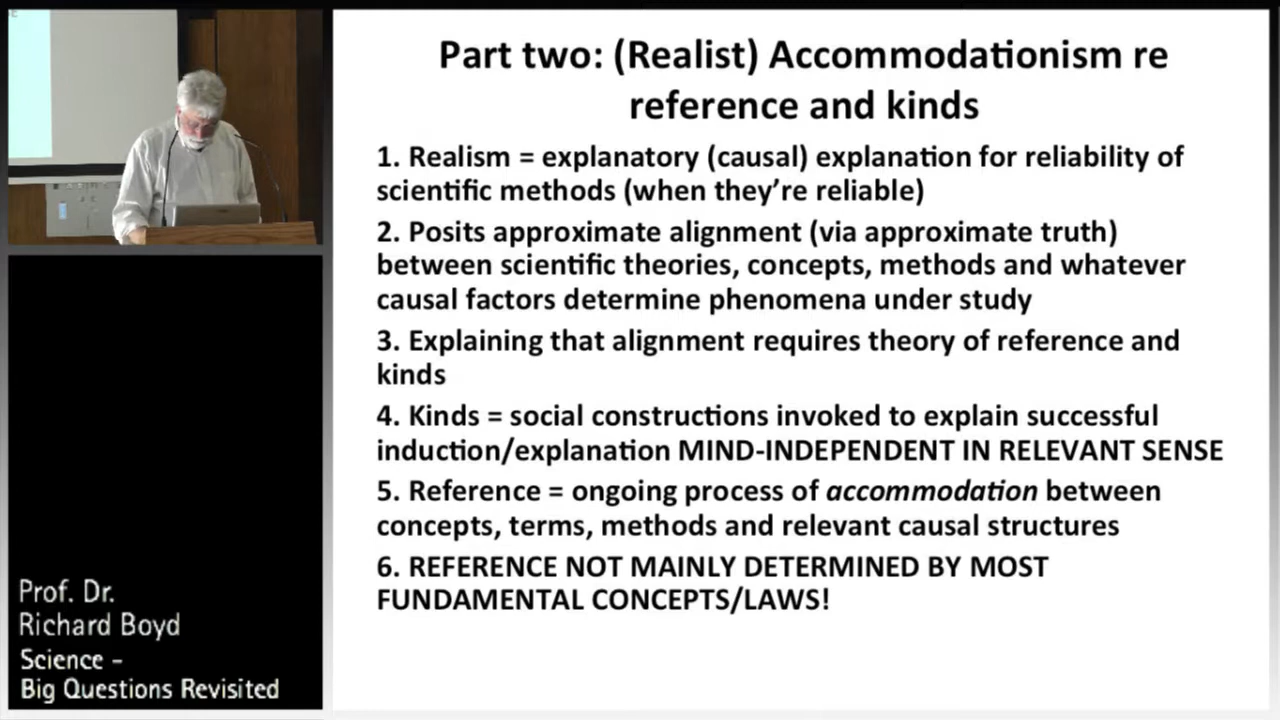 Part two: (Realist) Accommodationism re
reference and kinds
1. Realism = explanatory (causal) explanation for reliability of
scientific methods (when they're reliable)
2. Posits approximate alignment (via approximate truth)
between scientific theories, concepts, methods and whatever
causal factors determine phenomena under study
3. Explaining that alignment requires theory of reference and
kinds
4. Kinds = social constructions invoked to explain successful
induction/explanation MIND-INDEPENDENT IN RELEVANT SENSE
5. Reference = ongoing process of accommodation between
concepts, terms, methods and relevant causal structures
6. REFERENCE NOT MAINLY DETERMINED BY MOST
FUNDAMENTAL CONCEPTS/LAWS!
Prof. Dr.
Richard Boyd
Science –
Big Questions Revisited